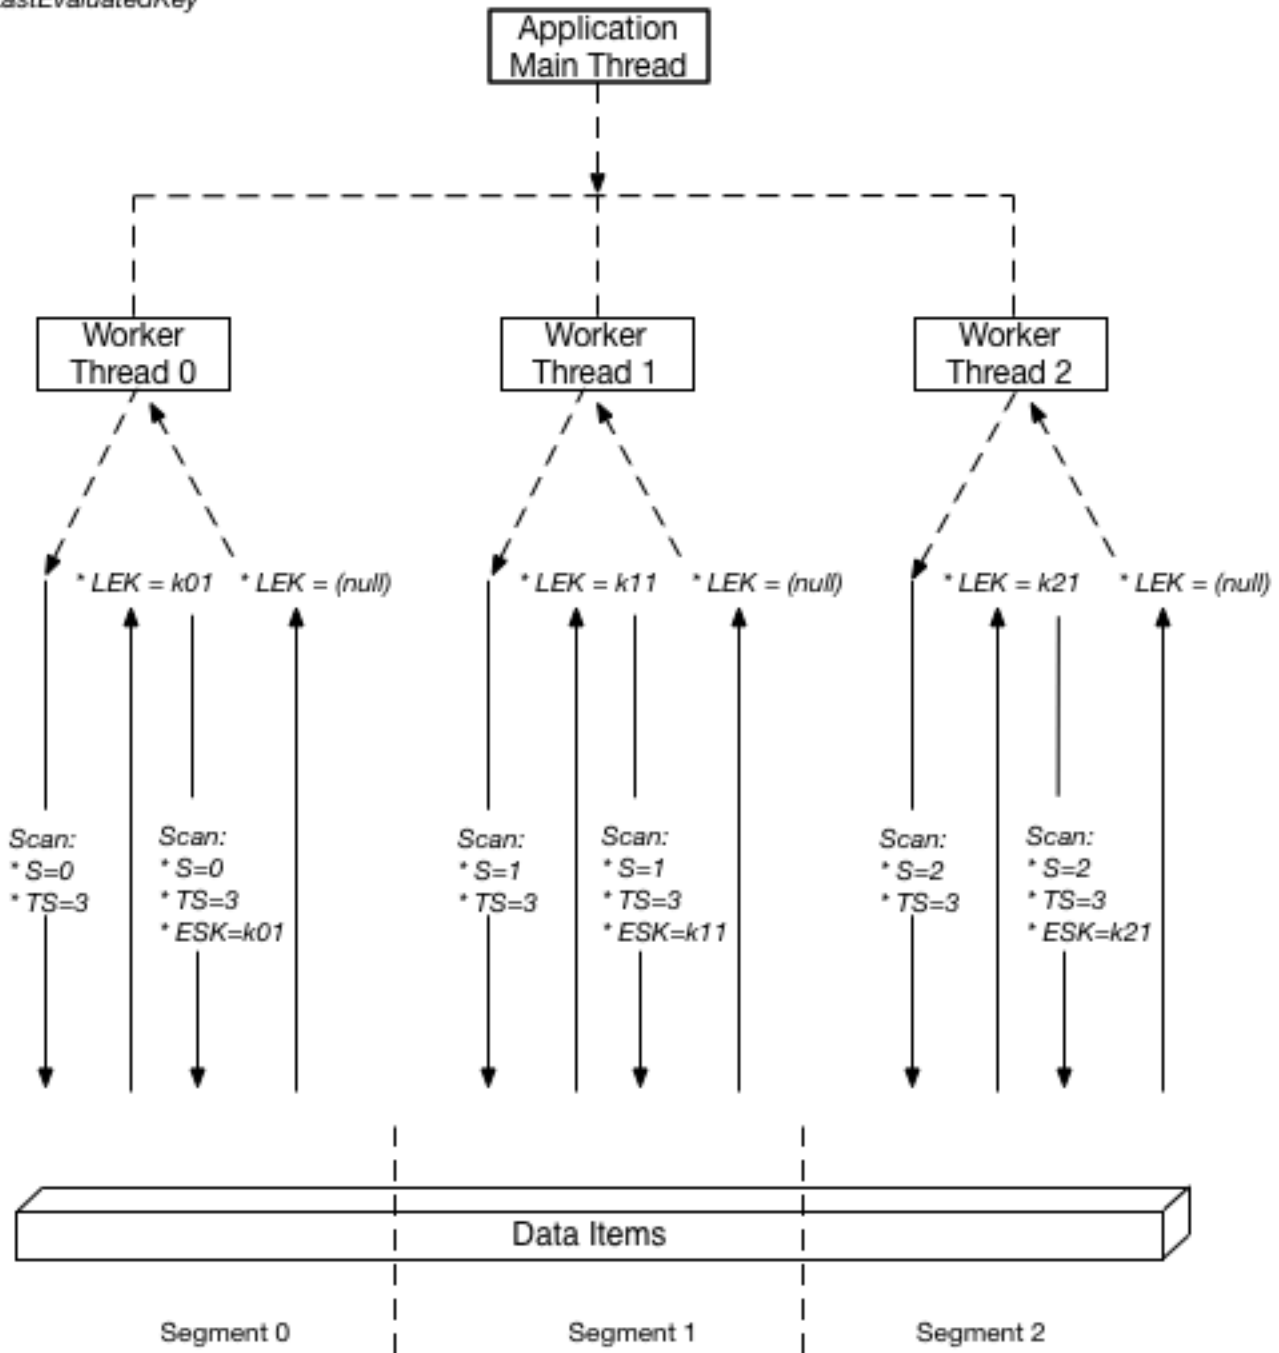 Application
Main Thread
Worker
Thread 0
Worker
Thread 1
Worker
Thread 2
* LEK = k01
* LEK = (null)
* LEK = k11
* LEK = (null)
* LEK = k21
* LEK = (null)
Scan:
* S=0
* TS=3
Scan:
* S=0
* TS=3
* ESK=k01
Scan:
* S=1
* TS=3
Scan:
* S=1
* TS=3
* ESK=k11
Scan:
* S=2
* TS=3
Scan:
* S=2
* TS=3
* ESK=k21
Data Items
Segment 0
Segment 1
Segment 2